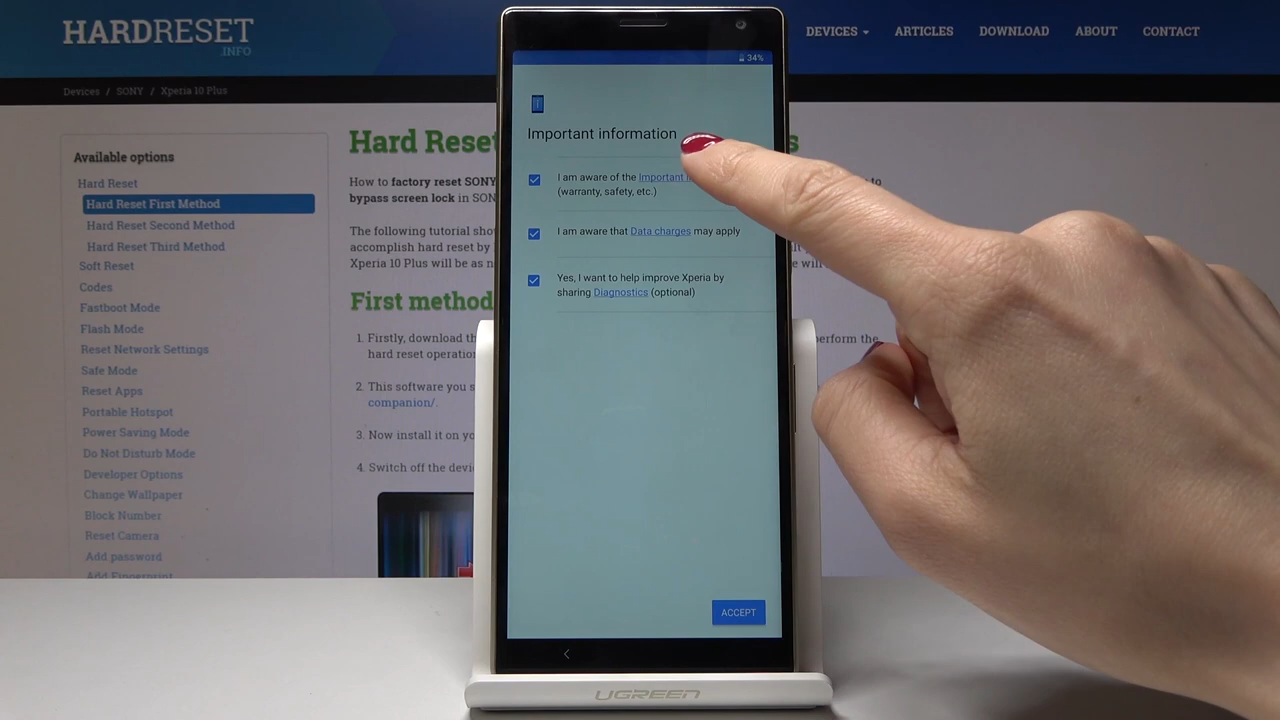 HARDRESET
.INFO
DEVICES
ARTICLES
DOWNLOAD
ABOUT
CONTACT
Devices / SONY / Xperia 10 Plus
Available options
Hard Reset
Hard Reset First Method
Hard Reset Second Method
Hard Reset Third Method
Soft Reset
Codes
Fastboot Mode
Flash Mode
Reset Network Settings
Safe Mode
Reset Apps
Portable Hotspot
Power Saving Mode
Do Not Disturb Mode
Developer Options
Change Wallpaper
Block Number
Reset Camera
Add password
Add Fingerprint
Hard Reset
How to factory reset SONY
bypass screen lock in SON
The following tutorial sho
accomplish hard reset by
Xperia 10 Plus will be as n
First method
1. Firstly, download th
hard reset operation
2. This software you s
companion/.
3. Now install it on yo
4. Switch off the devic
s
to
e will
perform the
34%
Important information
I am aware of the Important
(warranty, safety, etc.)
I am aware that Data charges may apply
Yes, I want to help improve Xperia by
sharing Diagnostics (optional)
ACCEPT
UGREEN